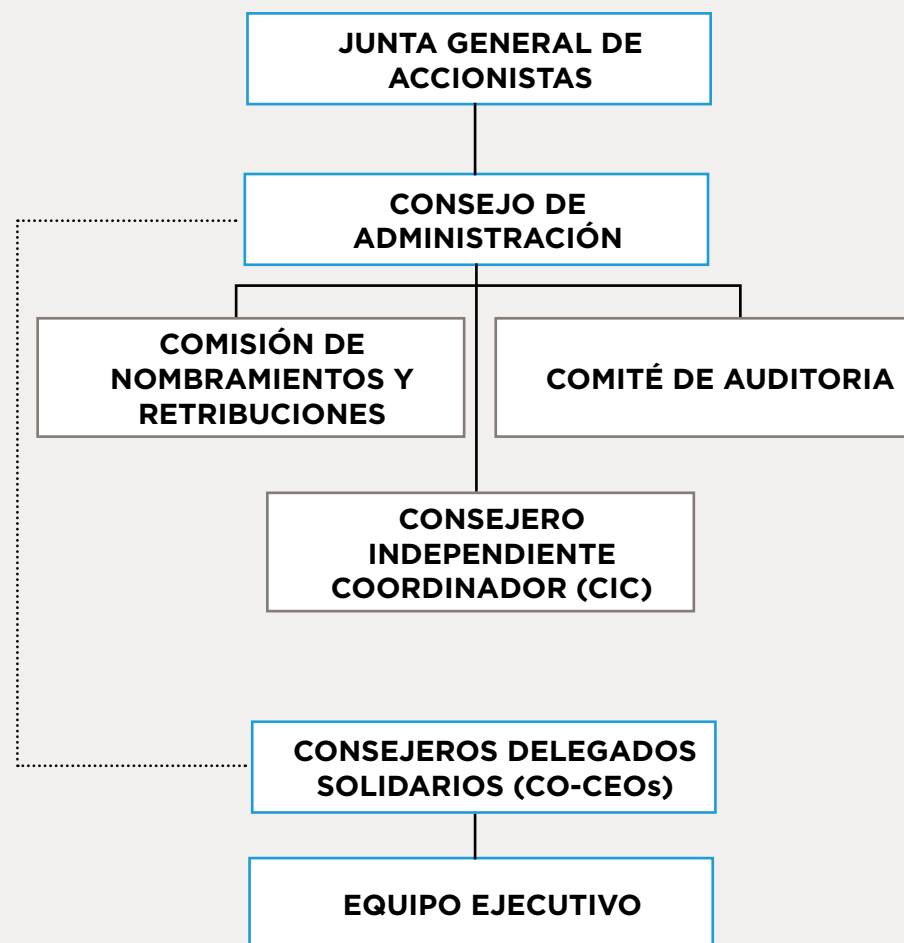 JUNTA GENERAL DE
ACCIONISTAS
CONSEJO DE
ADMINISTRACIÓN
COMISIÓN DE
NOMBRAMIENTOS Y
RETRIBUCIONES
COMITÉ DE AUDITORIA
CONSEJERO
INDEPENDIENTE
COORDINADOR (CIC)
CONSEJEROS DELEGADOS
SOLIDARIOS (CO-CEOs)
EQUIPO EJECUTIVO